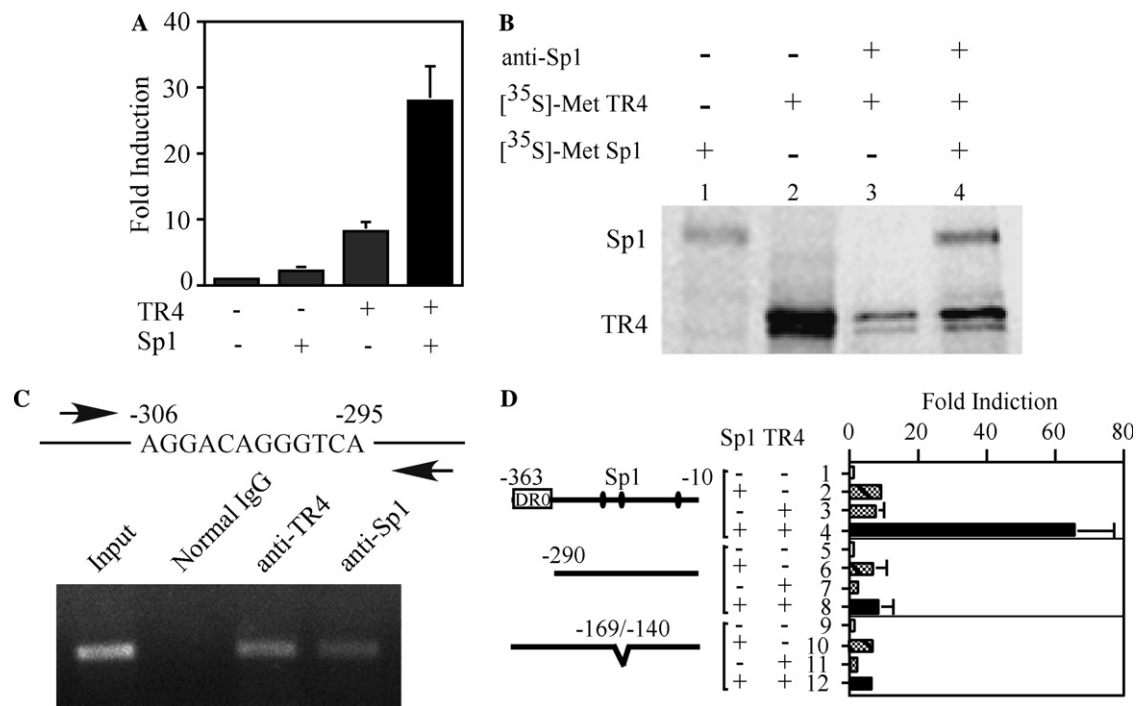 A
40
30
20
10
0
Fold Induction
TR4 - - + +
Sp1 - + - +
B
anti-Sp1 - - + +
[35S]-Met TR4 - + + +
[35S]-Met Sp1 + - - +
1 2 3 4
Sp1
TR4
C
-306 -295
AGGACAGGGTCA
Input
Normal IgG
anti-TR4
anti-Sp1
D
Fold Indiction
Sp1 TR4 0 20 40 60 80
-363 Sp1 -10
DR0
-290
-169/-140
- - 1
+ - 2
- + 3
+ + 4
- - 5
+ - 6
- + 7
+ + 8
- - 9
+ - 10
- + 11
+ + 12